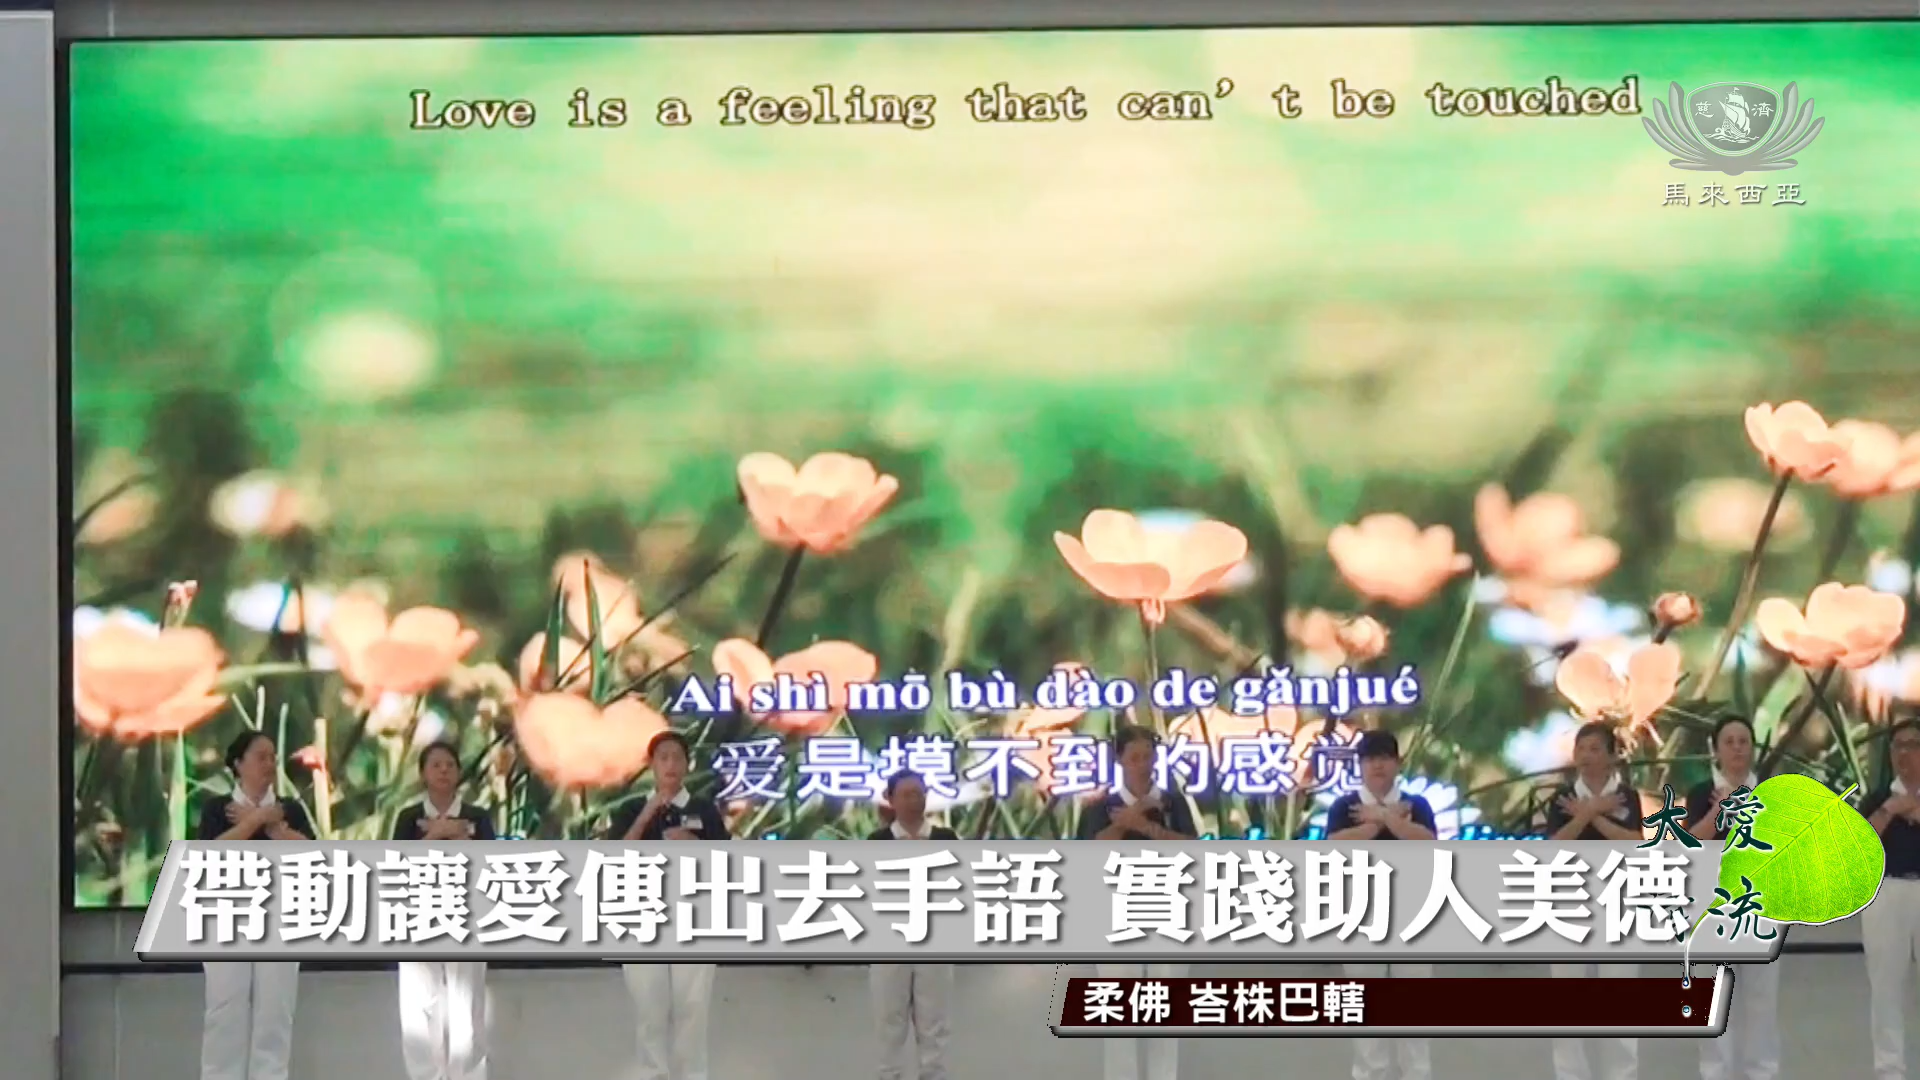 Love is a feeling that can't be touched
慈濟
馬來西亞
Ai shì mō bù dào de gǎnjué
爱是摸不到的感觉
大愛
流
帶動讓愛傳出去手語 實踐助人美德
柔佛 峇株巴轄